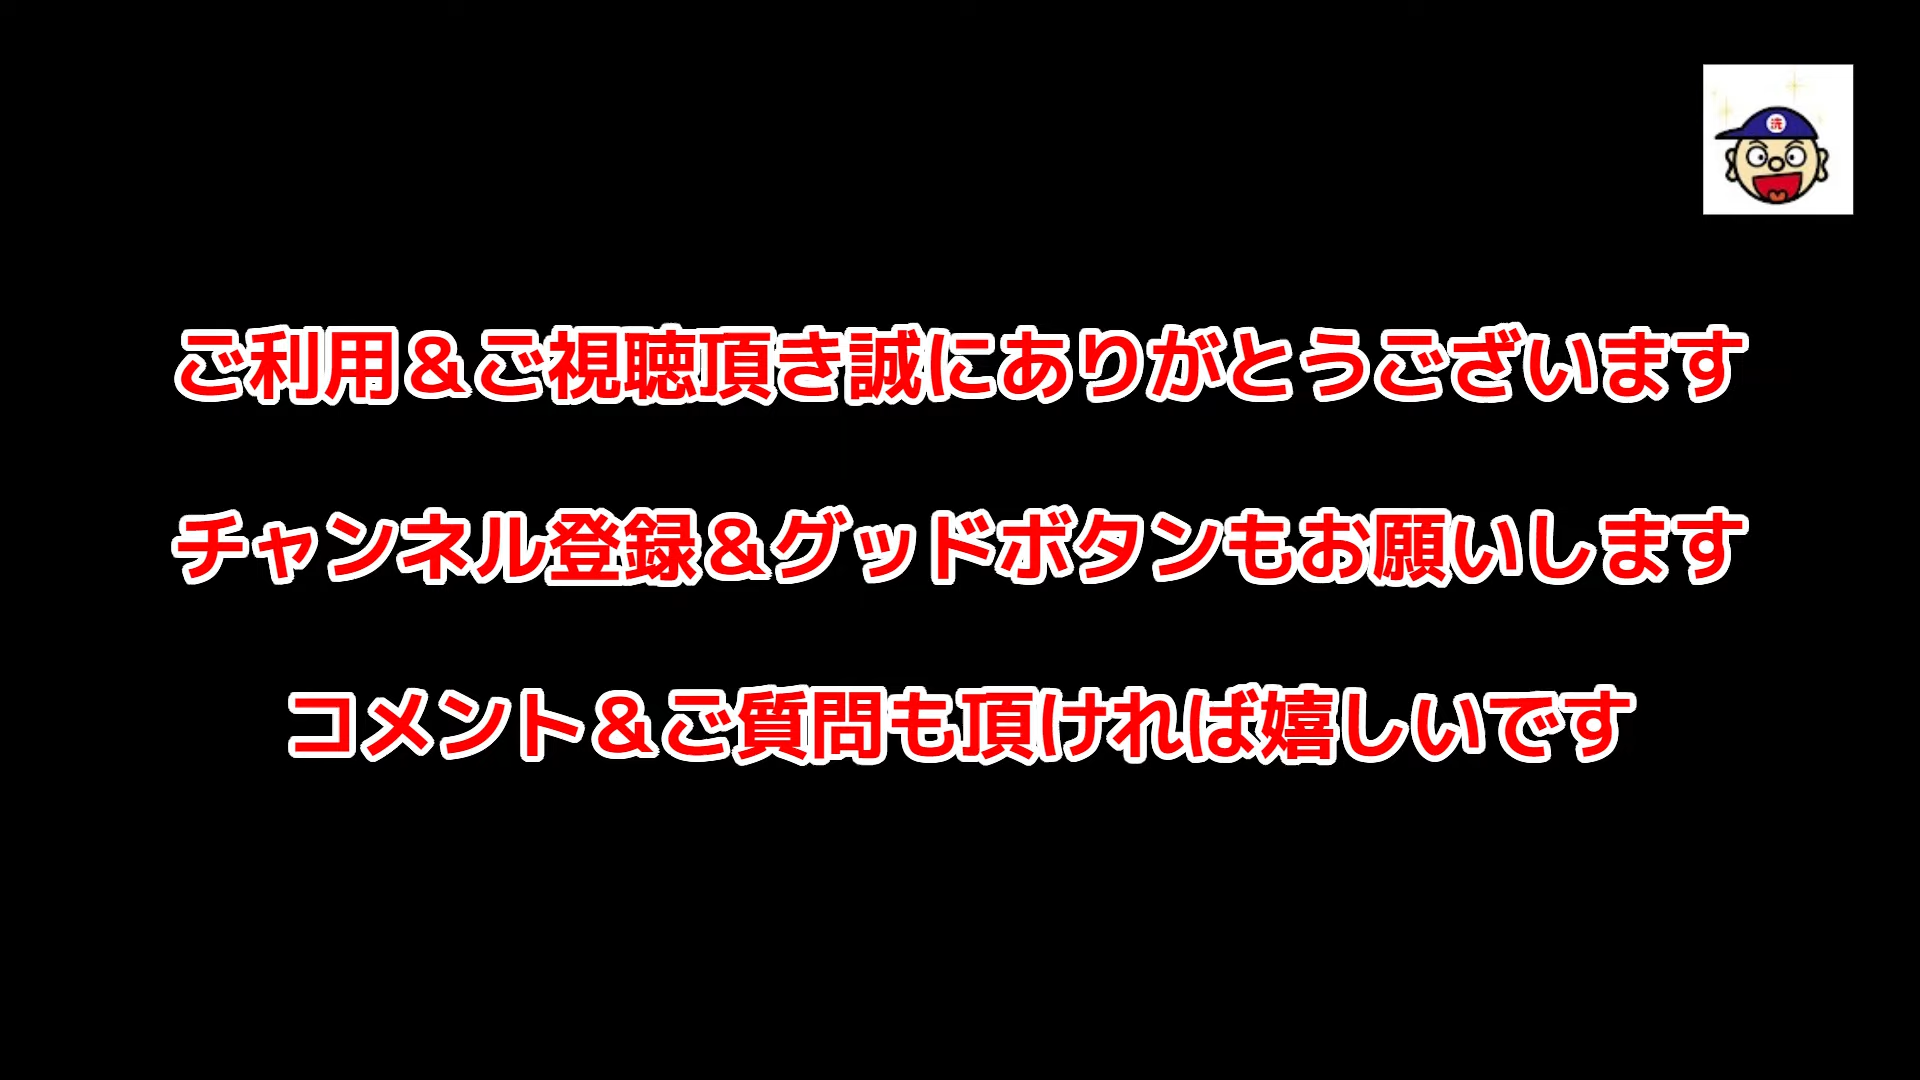 洗
ご利用＆ご視聴頂き誠にありがとうございます
チャンネル登録＆グッドボタンもお願いします
コメント＆ご質問も頂ければ嬉しいです